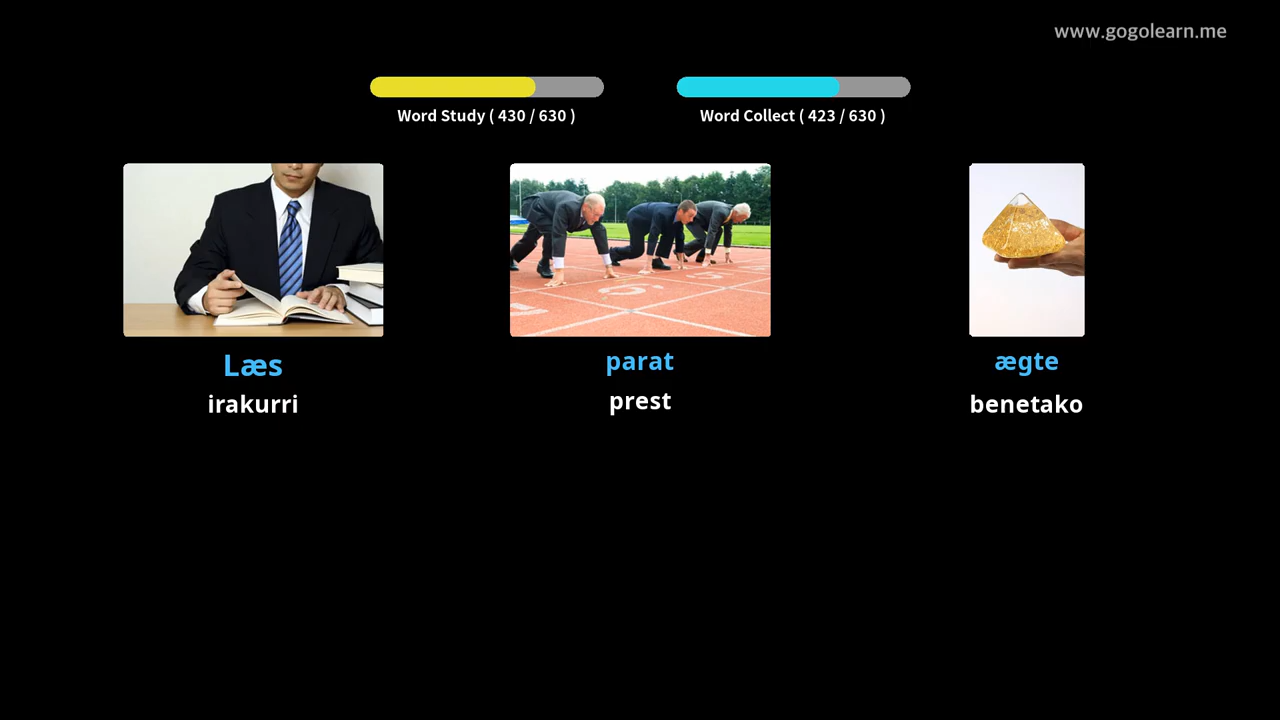 www.gogolearn.me
Word Study ( 430 / 630 )
Word Collect ( 423 / 630 )
Læs
irakurri
parat
prest
ægte
benetako